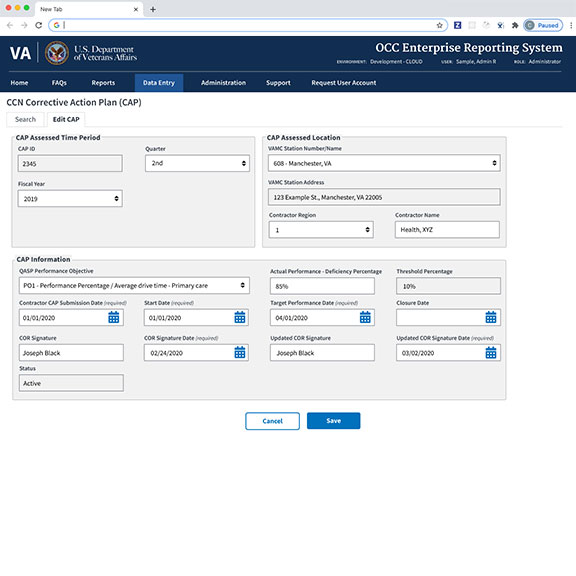 New Tab
Paused
VA
U.S. Department
of Veterans Affairs
OCC Enterprise Reporting System
ENVIRONMENT: Development - CLOUD USER: Sample, Admin R ROLE: Administrator
Home FAQs Reports Data Entry Administration Support Request User Account
CCN Corrective Action Plan (CAP)
Search Edit CAP
CAP Assessed Time Period
CAP ID Quarter
2345 2nd
Fiscal Year
2019
CAP Assessed Location
VAMC Station Number/Name
608 - Manchester, VA
VAMC Station Address
123 Example St., Manchester, VA 22005
Contractor Region Contractor Name
1 Health, XYZ
CAP Information
QASP Performance Objective Actual Performance - Deficiency Percentage Threshold Percentage
PO1 - Performance Percentage / Average drive time - Primary care 85% 10%
Contractor CAP Submission Date (required) Start Date (required) Target Performance Date (required) Closure Date
01/01/2020 01/01/2020 04/01/2020
COR Signature COR Signature Date (required) Updated COR Signature Updated COR Signature Date (required)
Joseph Black 02/24/2020 Joseph Black 03/02/2020
Status
Active
Cancel Save